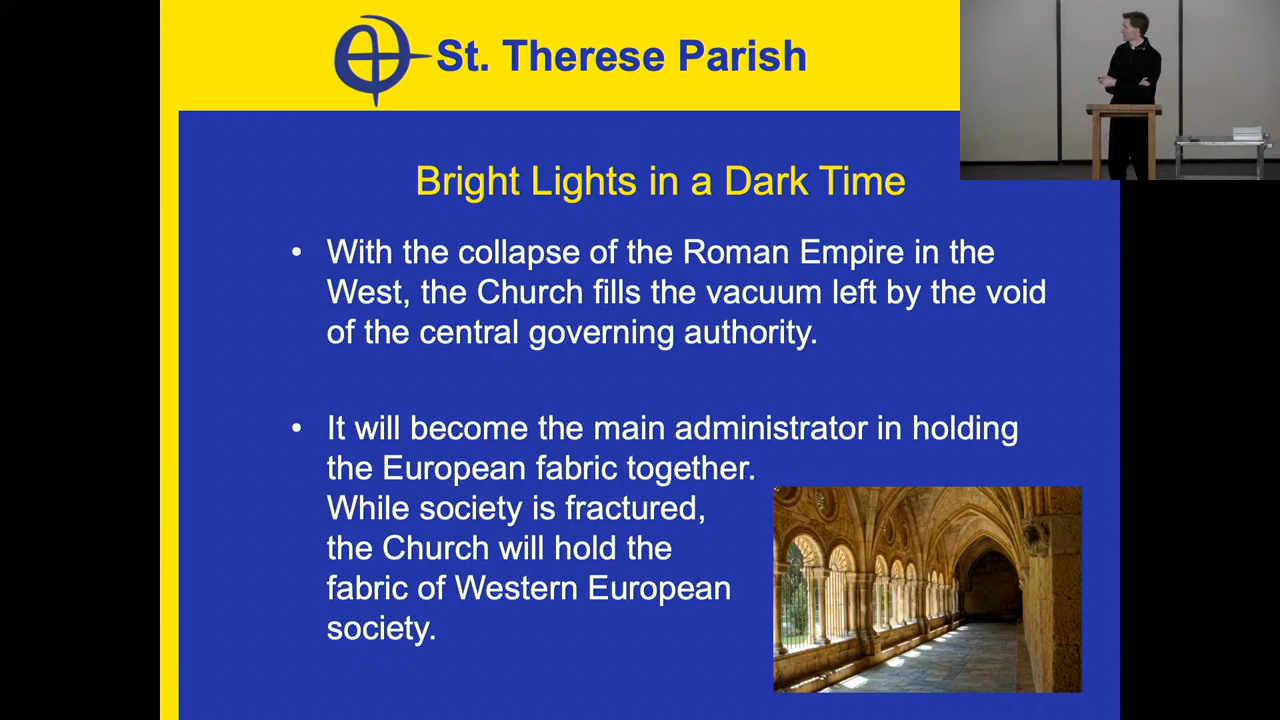 St. Therese Parish
Bright Lights in a Dark Time
• With the collapse of the Roman Empire in the
West, the Church fills the vacuum left by the void
of the central governing authority.
• It will become the main administrator in holding
the European fabric together.
While society is fractured,
the Church will hold the
fabric of Western European
society.